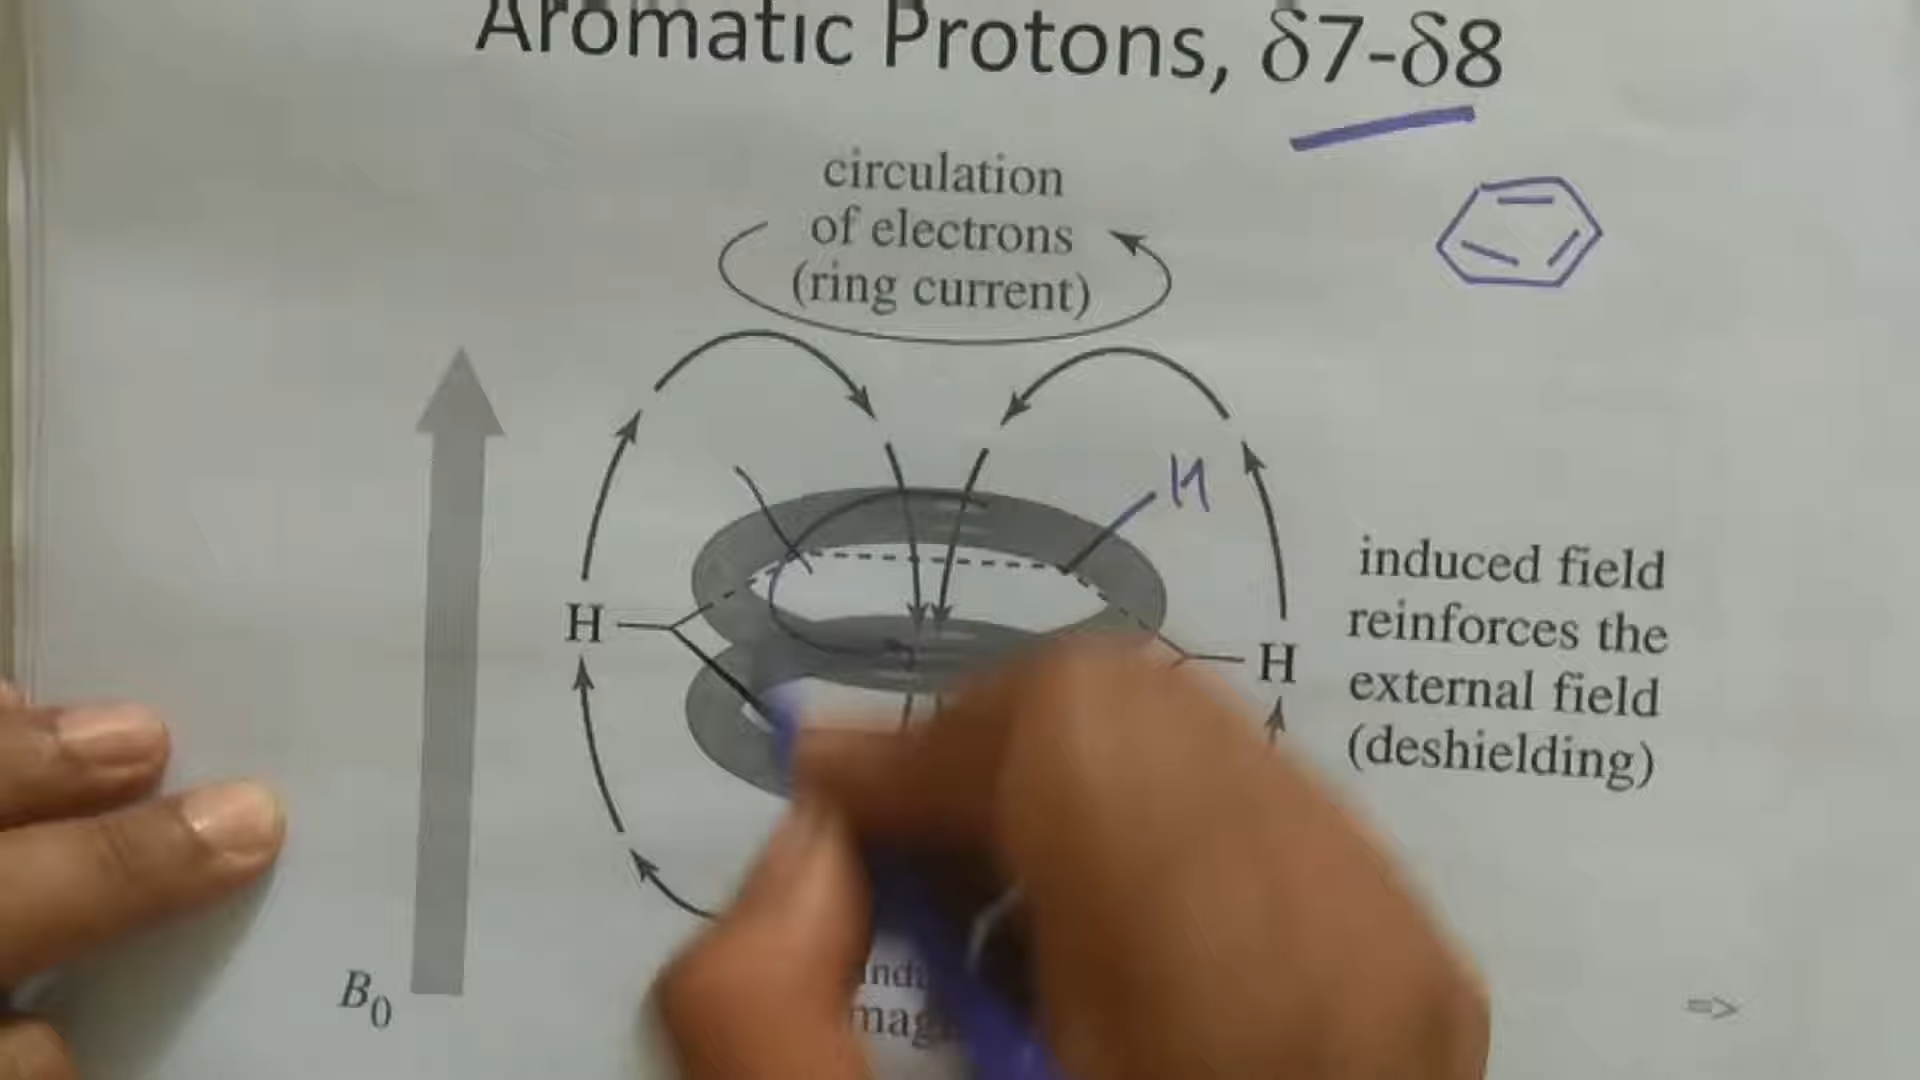 Aromatic Protons, δ7-δ8
circulation
of electrons
(ring current)
H
H
H
induced field
reinforces the
external field
(deshielding)
B0
=>